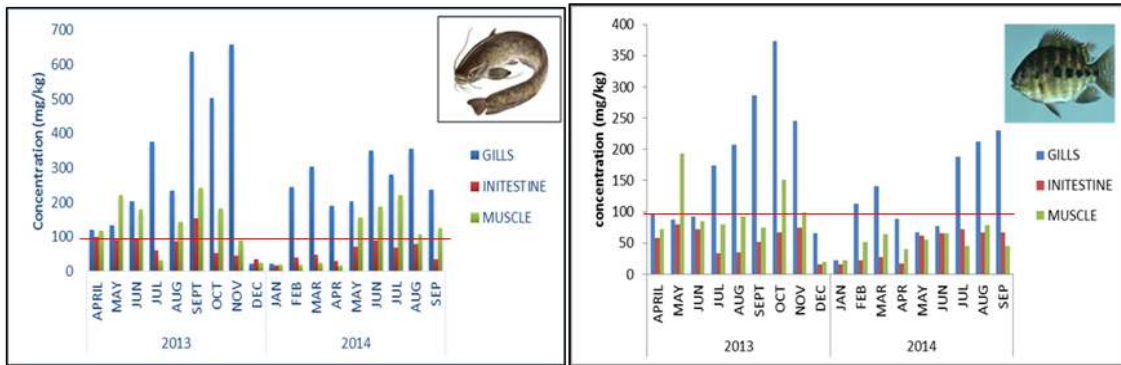 Concentration (mg/kg)
700
600
500
400
300
200
100
0
GILLS
INITESTINE
MUSCLE
APRIL MAY JUN JUL AUG SEPT OCT NOV DEC JAN FEB MAR APR MAY JUN JUL AUG SEP
2013 2014
concentration (mg/kg)
400
350
300
250
200
150
100
50
0
GILLS
INITESTINE
MUSCLE
APRIL MAY JUN JUL AUG SEPT OCT NOV DEC JAN FEB MAR APR MAY JUN JUL AUG SEP
2013 2014